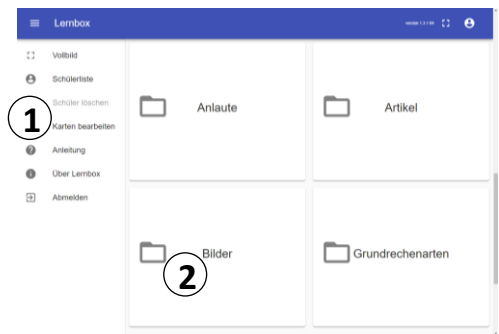 Lernbox
Vollbild
Schülerliste
Schüler löschen
1
Karten bearbeiten
Anleitung
Über Lernbox
Abmelden
Anlaute
Artikel
Bilder
2
Grundrechenarten